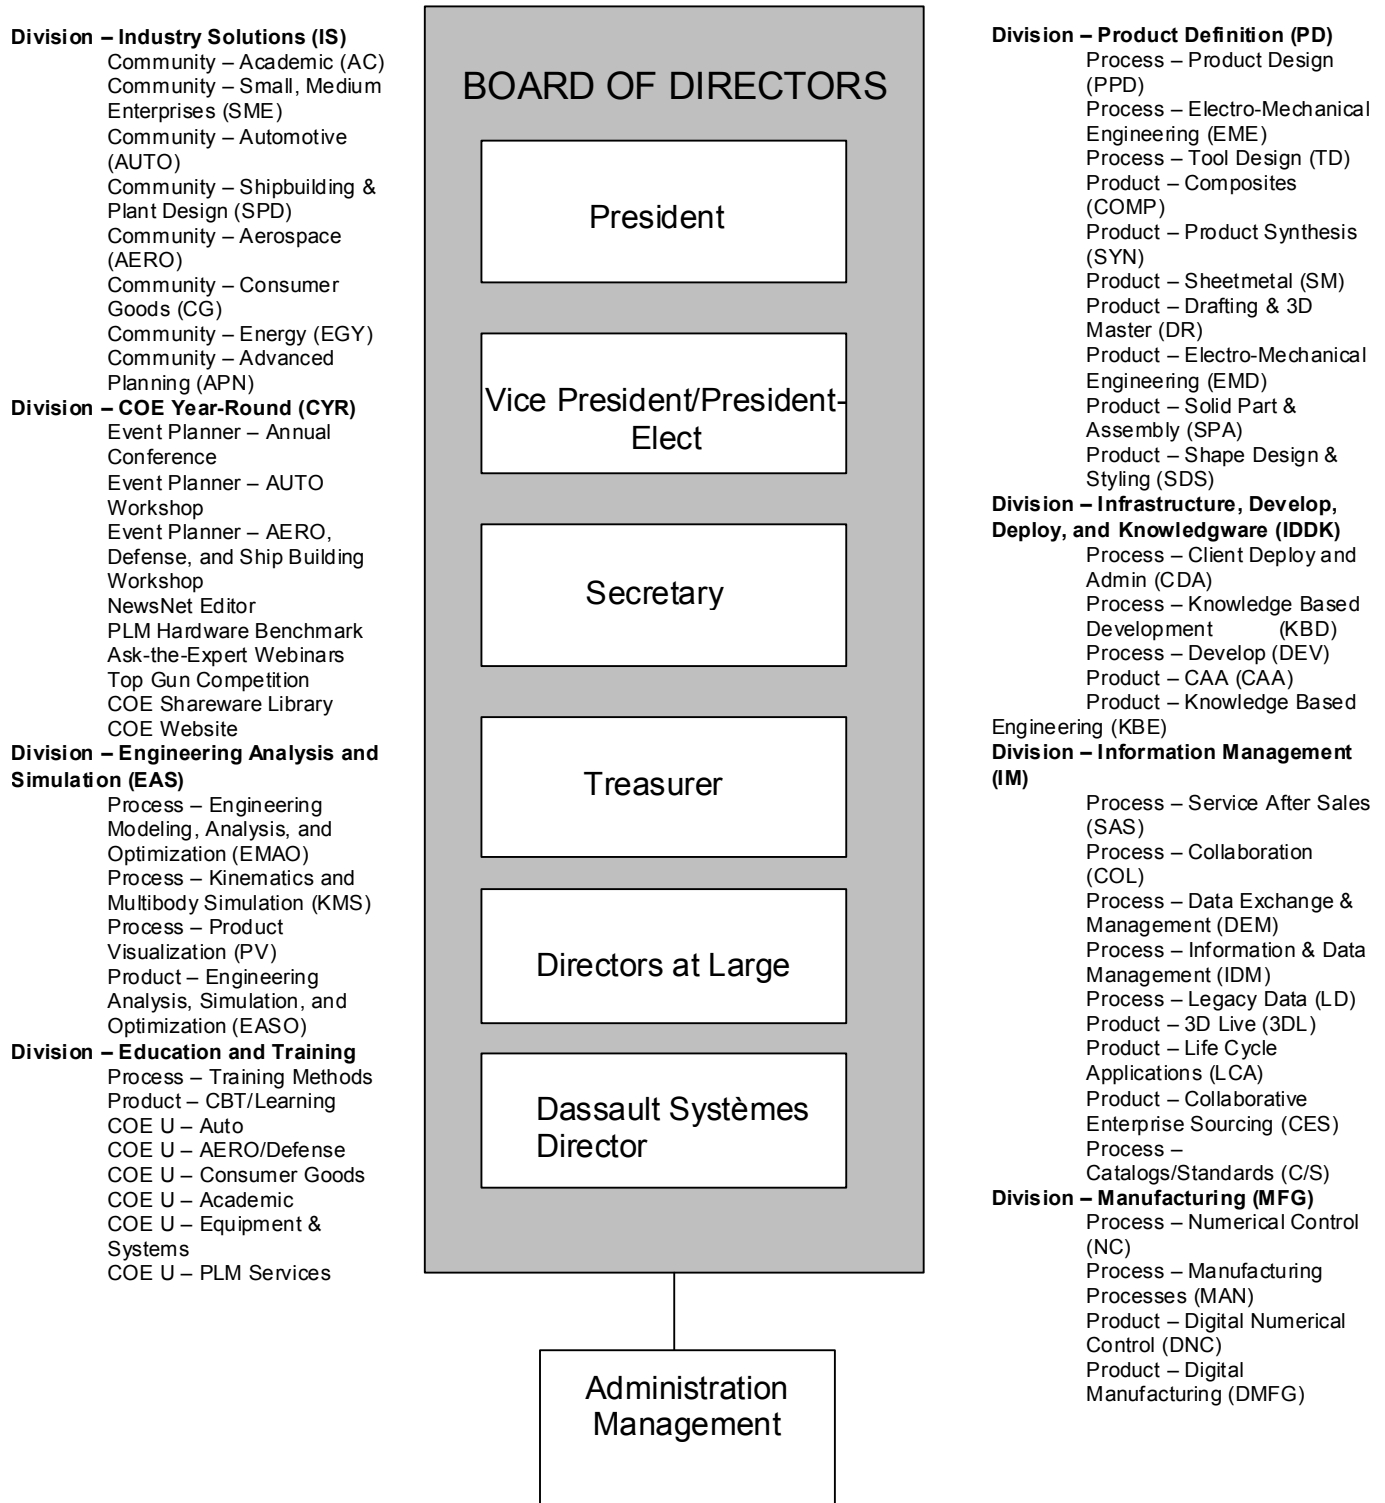 Division – Industry Solutions (IS)
Community – Academic (AC)
Community – Small, Medium
Enterprises (SME)
Community – Automotive
(AUTO)
Community – Shipbuilding &
Plant Design (SPD)
Community – Aerospace
(AERO)
Community – Consumer
Goods (CG)
Community – Energy (EGY)
Community – Advanced
Planning (APN)
Division – COE Year-Round (CYR)
Event Planner – Annual
Conference
Event Planner – AUTO
Workshop
Event Planner – AERO,
Defense, and Ship Building
Workshop
NewsNet Editor
PLM Hardware Benchmark
Ask-the-Expert Webinars
Top Gun Competition
COE Shareware Library
COE Website
Division – Engineering Analysis and
Simulation (EAS)
Process – Engineering
Modeling, Analysis, and
Optimization (EMAO)
Process – Kinematics and
Multibody Simulation (KMS)
Process – Product
Visualization (PV)
Product – Engineering
Analysis, Simulation, and
Optimization (EASO)
Division – Education and Training
Process – Training Methods
Product – CBT/Learning
COE U – Auto
COE U – AERO/Defense
COE U – Consumer Goods
COE U – Academic
COE U – Equipment &
Systems
COE U – PLM Services
BOARD OF DIRECTORS
President
Vice President/President-
Elect
Secretary
Treasurer
Directors at Large
Dassault Systèmes
Director
Administration
Management
Division – Product Definition (PD)
Process – Product Design
(PPD)
Process – Electro-Mechanical
Engineering (EME)
Process – Tool Design (TD)
Product – Composites
(COMP)
Product – Product Synthesis
(SYN)
Product – Sheetmetal (SM)
Product – Drafting & 3D
Master (DR)
Product – Electro-Mechanical
Engineering (EMD)
Product – Solid Part &
Assembly (SPA)
Product – Shape Design &
Styling (SDS)
Division – Infrastructure, Develop,
Deploy, and Knowledgware (IDDK)
Process – Client Deploy and
Admin (CDA)
Process – Knowledge Based
Development (KBD)
Process – Develop (DEV)
Product – CAA (CAA)
Product – Knowledge Based
Engineering (KBE)
Division – Information Management
(IM)
Process – Service After Sales
(SAS)
Process – Collaboration
(COL)
Process – Data Exchange &
Management (DEM)
Process – Information & Data
Management (IDM)
Process – Legacy Data (LD)
Product – 3D Live (3DL)
Product – Life Cycle
Applications (LCA)
Product – Collaborative
Enterprise Sourcing (CES)
Process –
Catalogs/Standards (C/S)
Division – Manufacturing (MFG)
Process – Numerical Control
(NC)
Process – Manufacturing
Processes (MAN)
Product – Digital Numerical
Control (DNC)
Product – Digital
Manufacturing (DMFG)